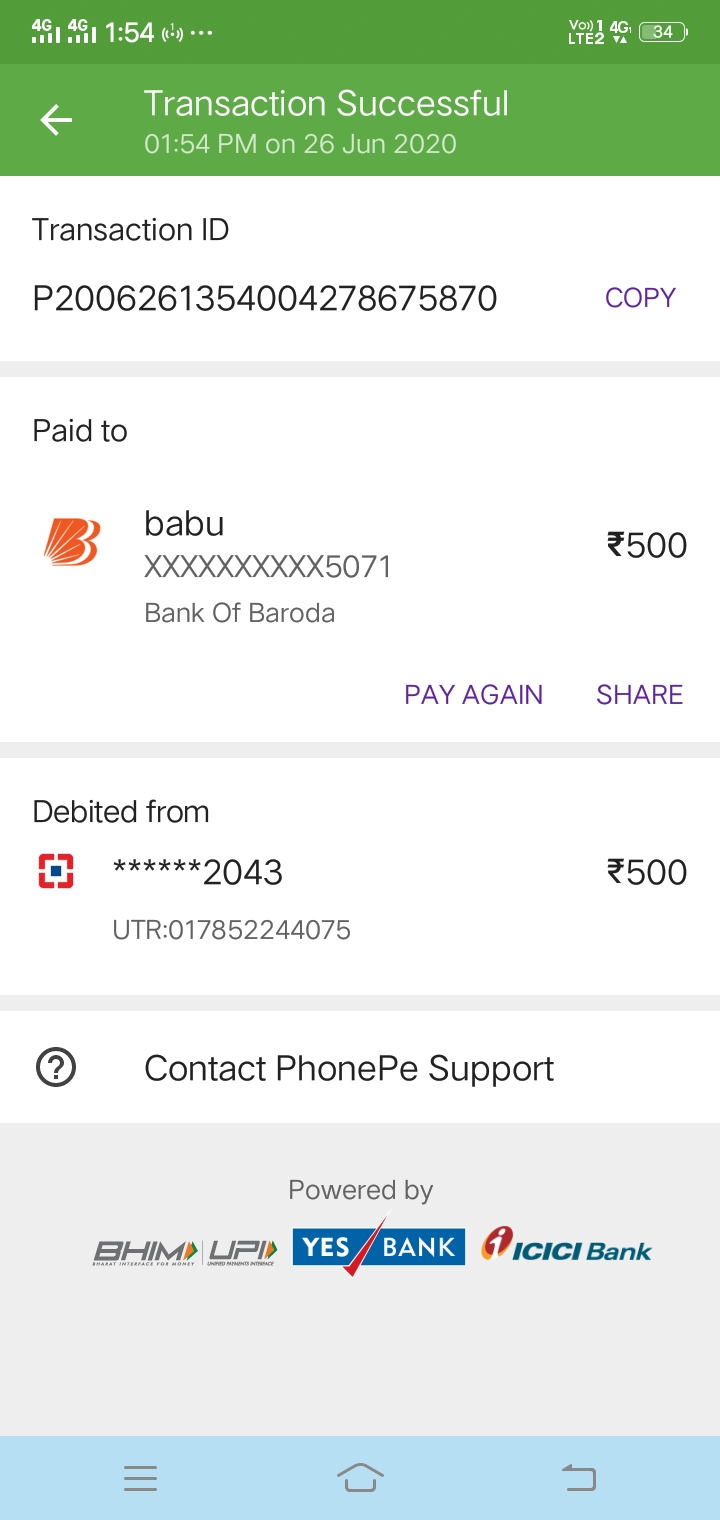 4G 4G 1:54 ... Vo)) 1 4G 34
LTE2
Transaction Successful
01:54 PM on 26 Jun 2020
Transaction ID
P2006261354004278675870 COPY
Paid to
babu
XXXXXXXXXX5071 ₹500
Bank Of Baroda
PAY AGAIN SHARE
Debited from
******2043 ₹500
UTR:017852244075
Contact PhonePe Support
Powered by
BHIM UPI YES BANK ICICI Bank
BHARAT INTERFACE FOR MONEY UNIFIED PAYMENTS INTERFACE